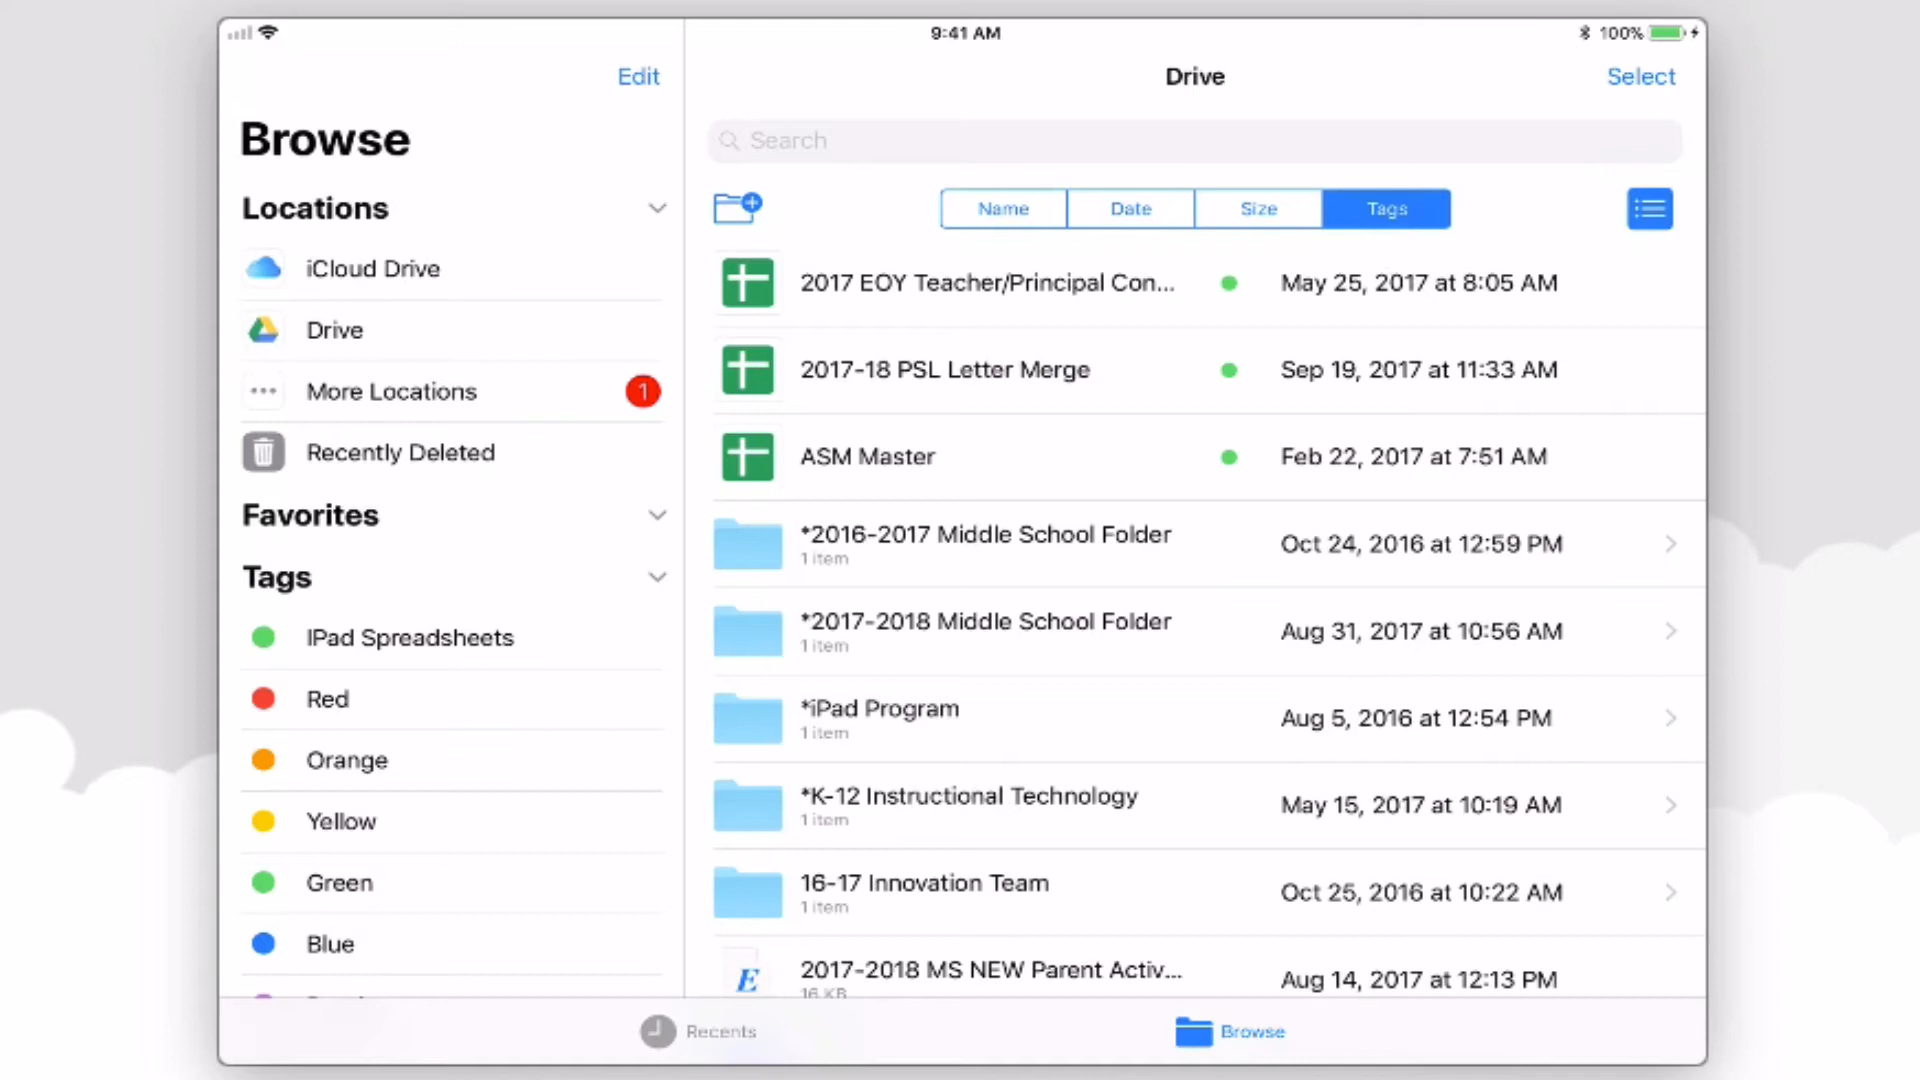 9:41 AM
100%
Edit
Drive
Select
Browse
Search
Locations
Name
Date
Size
Tags
iCloud Drive
Drive
More Locations
1
Recently Deleted
Favorites
Tags
IPad Spreadsheets
Red
Orange
Yellow
Green
Blue
2017 EOY Teacher/Principal Con...
May 25, 2017 at 8:05 AM
2017-18 PSL Letter Merge
Sep 19, 2017 at 11:33 AM
ASM Master
Feb 22, 2017 at 7:51 AM
*2016-2017 Middle School Folder
1 item
Oct 24, 2016 at 12:59 PM
*2017-2018 Middle School Folder
1 item
Aug 31, 2017 at 10:56 AM
*iPad Program
1 item
Aug 5, 2016 at 12:54 PM
*K-12 Instructional Technology
1 item
May 15, 2017 at 10:19 AM
16-17 Innovation Team
1 item
Oct 25, 2016 at 10:22 AM
E
2017-2018 MS NEW Parent Activ...
16 KB
Aug 14, 2017 at 12:13 PM
Recents
Browse